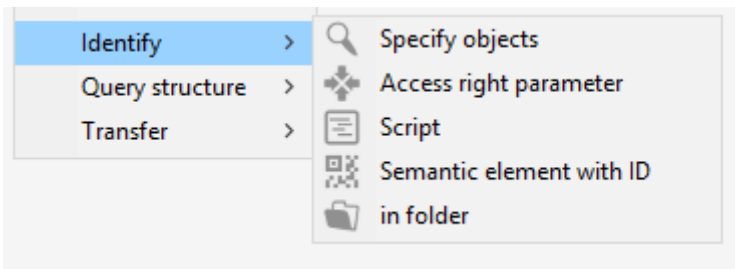 Identify
Query structure
Transfer
Specify objects
Access right parameter
Script
Semantic element with ID
in folder